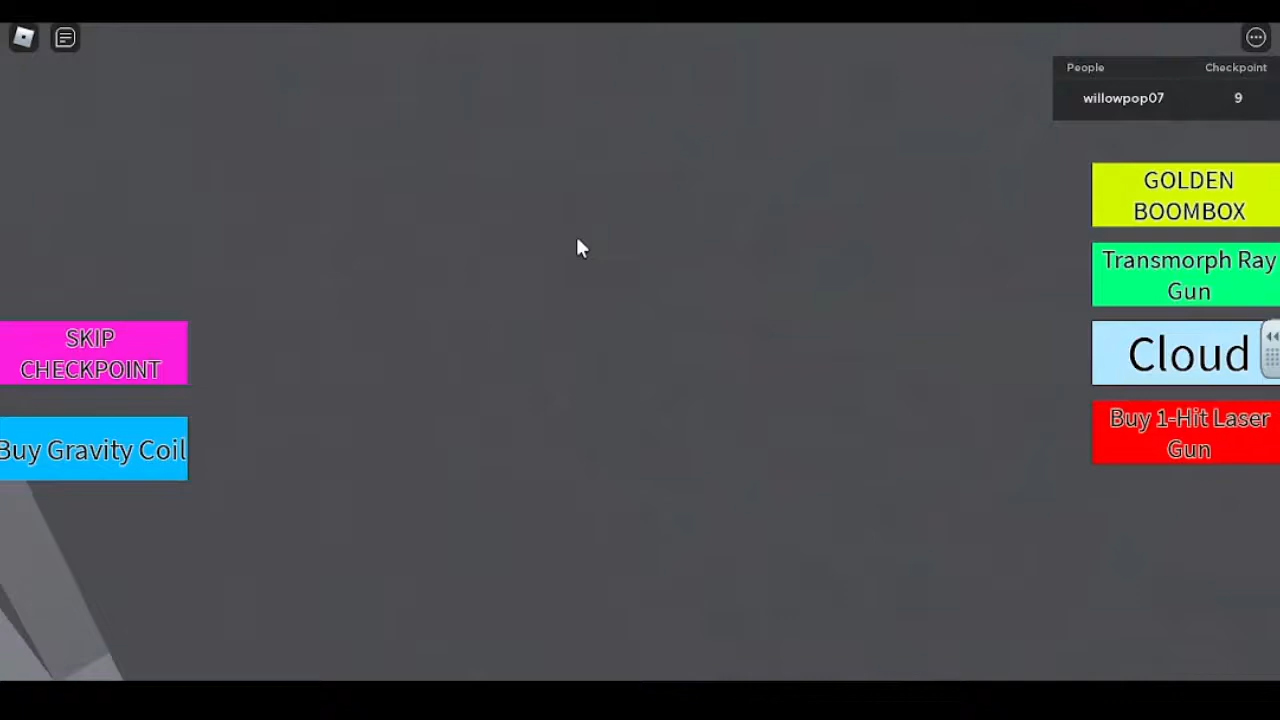 People Checkpoint
willowpop07 9
GOLDEN
BOOMBOX
Transmorph Ray
Gun
SKIP
CHECKPOINT
Cloud
Buy 1-Hit Laser
Gun
Buy Gravity Coil